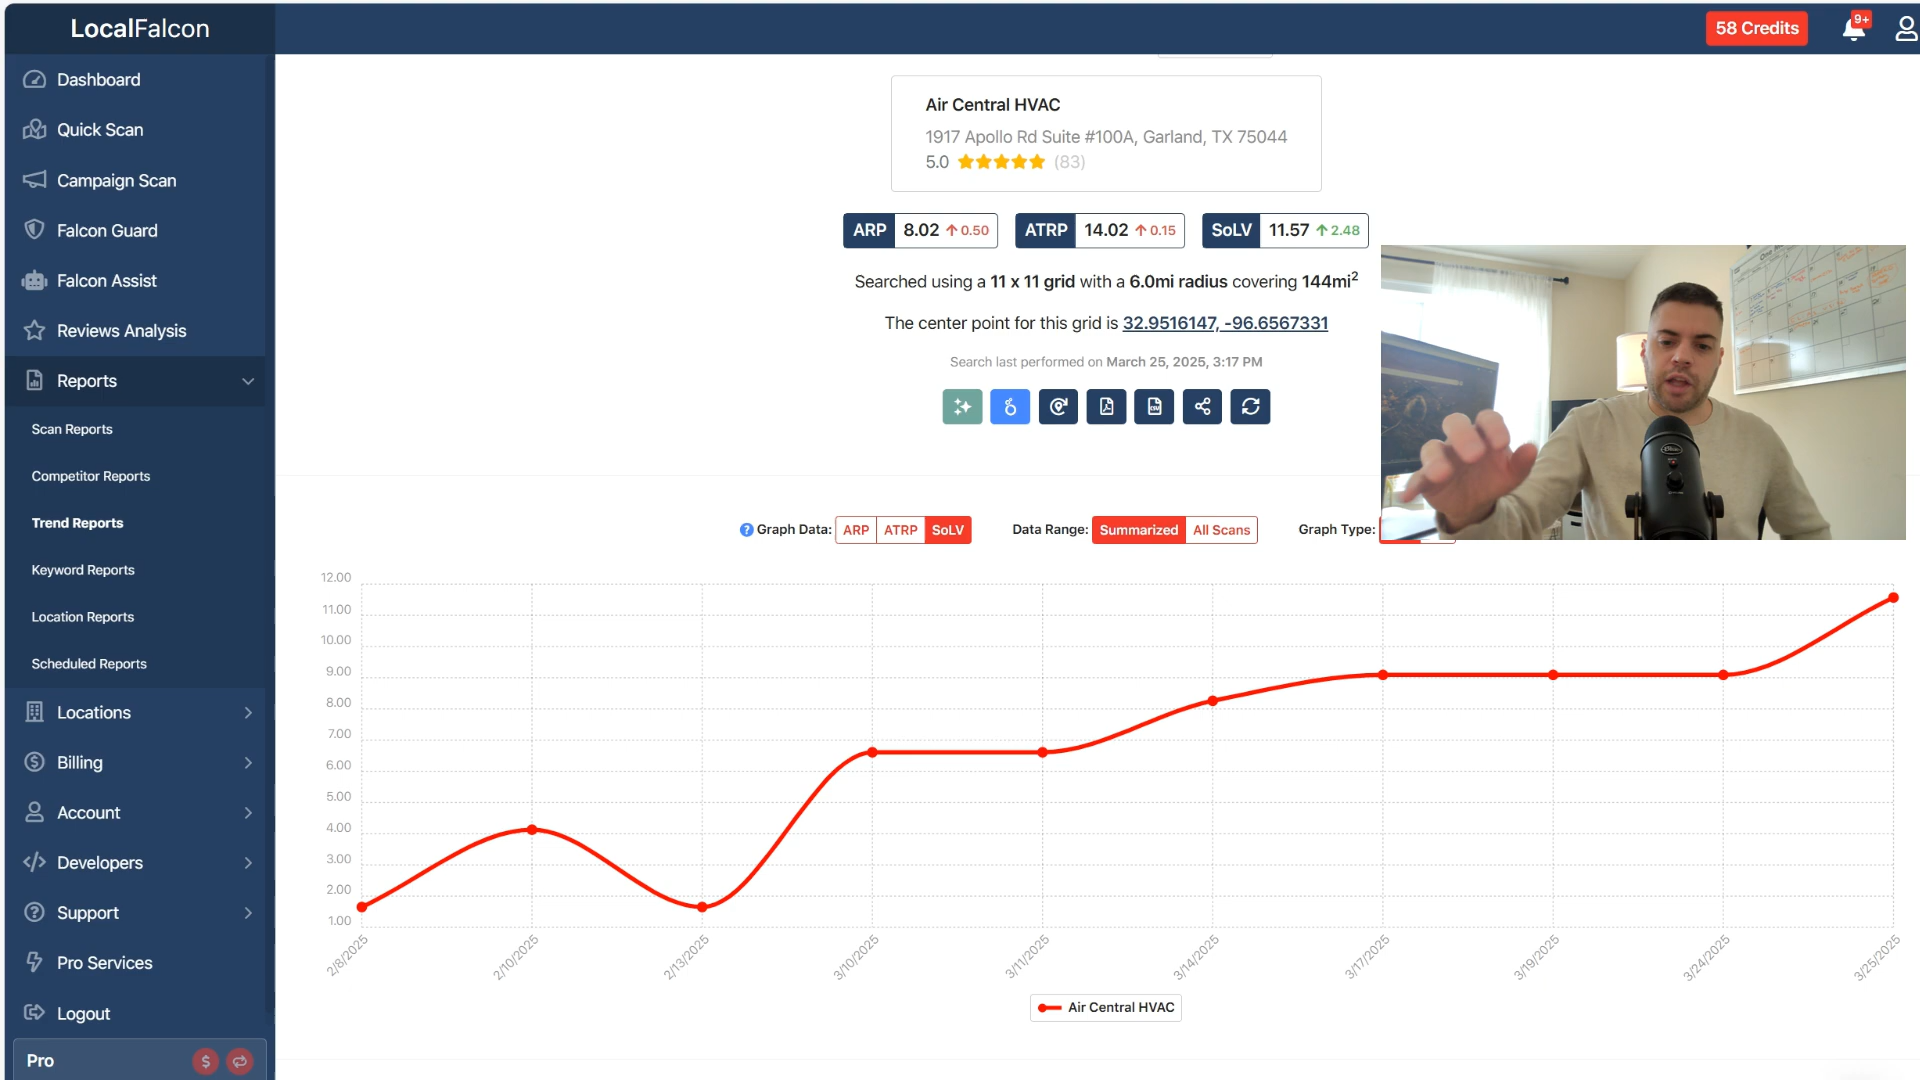 LocalFalcon
58 Credits
9+
Dashboard
Quick Scan
Campaign Scan
Falcon Guard
Falcon Assist
Reviews Analysis
Reports
Scan Reports
Competitor Reports
Trend Reports
Keyword Reports
Location Reports
Scheduled Reports
Locations
Billing
Account
Developers
Support
Pro Services
Logout
Pro
Air Central HVAC
1917 Apollo Rd Suite #100A, Garland, TX 75044
5.0 (83)
ARP 8.02 0.50 ATRP 14.02 0.15 SoLV 11.57 2.48
Searched using a 11 x 11 grid with a 6.0mi radius covering 144mi²
The center point for this grid is 32.9516147, -96.6567331
Search last performed on March 25, 2025, 3:17 PM
Graph Data: ARP ATRP SoLV Data Range: Summarized All Scans Graph Type:
12.00
11.00
10.00
9.00
8.00
7.00
6.00
5.00
4.00
3.00
2.00
1.00
2/8/2025 2/10/2025 2/13/2025 3/10/2025 3/11/2025 3/14/2025 3/17/2025 3/19/2025 3/24/2025 3/25/2025
Air Central HVAC